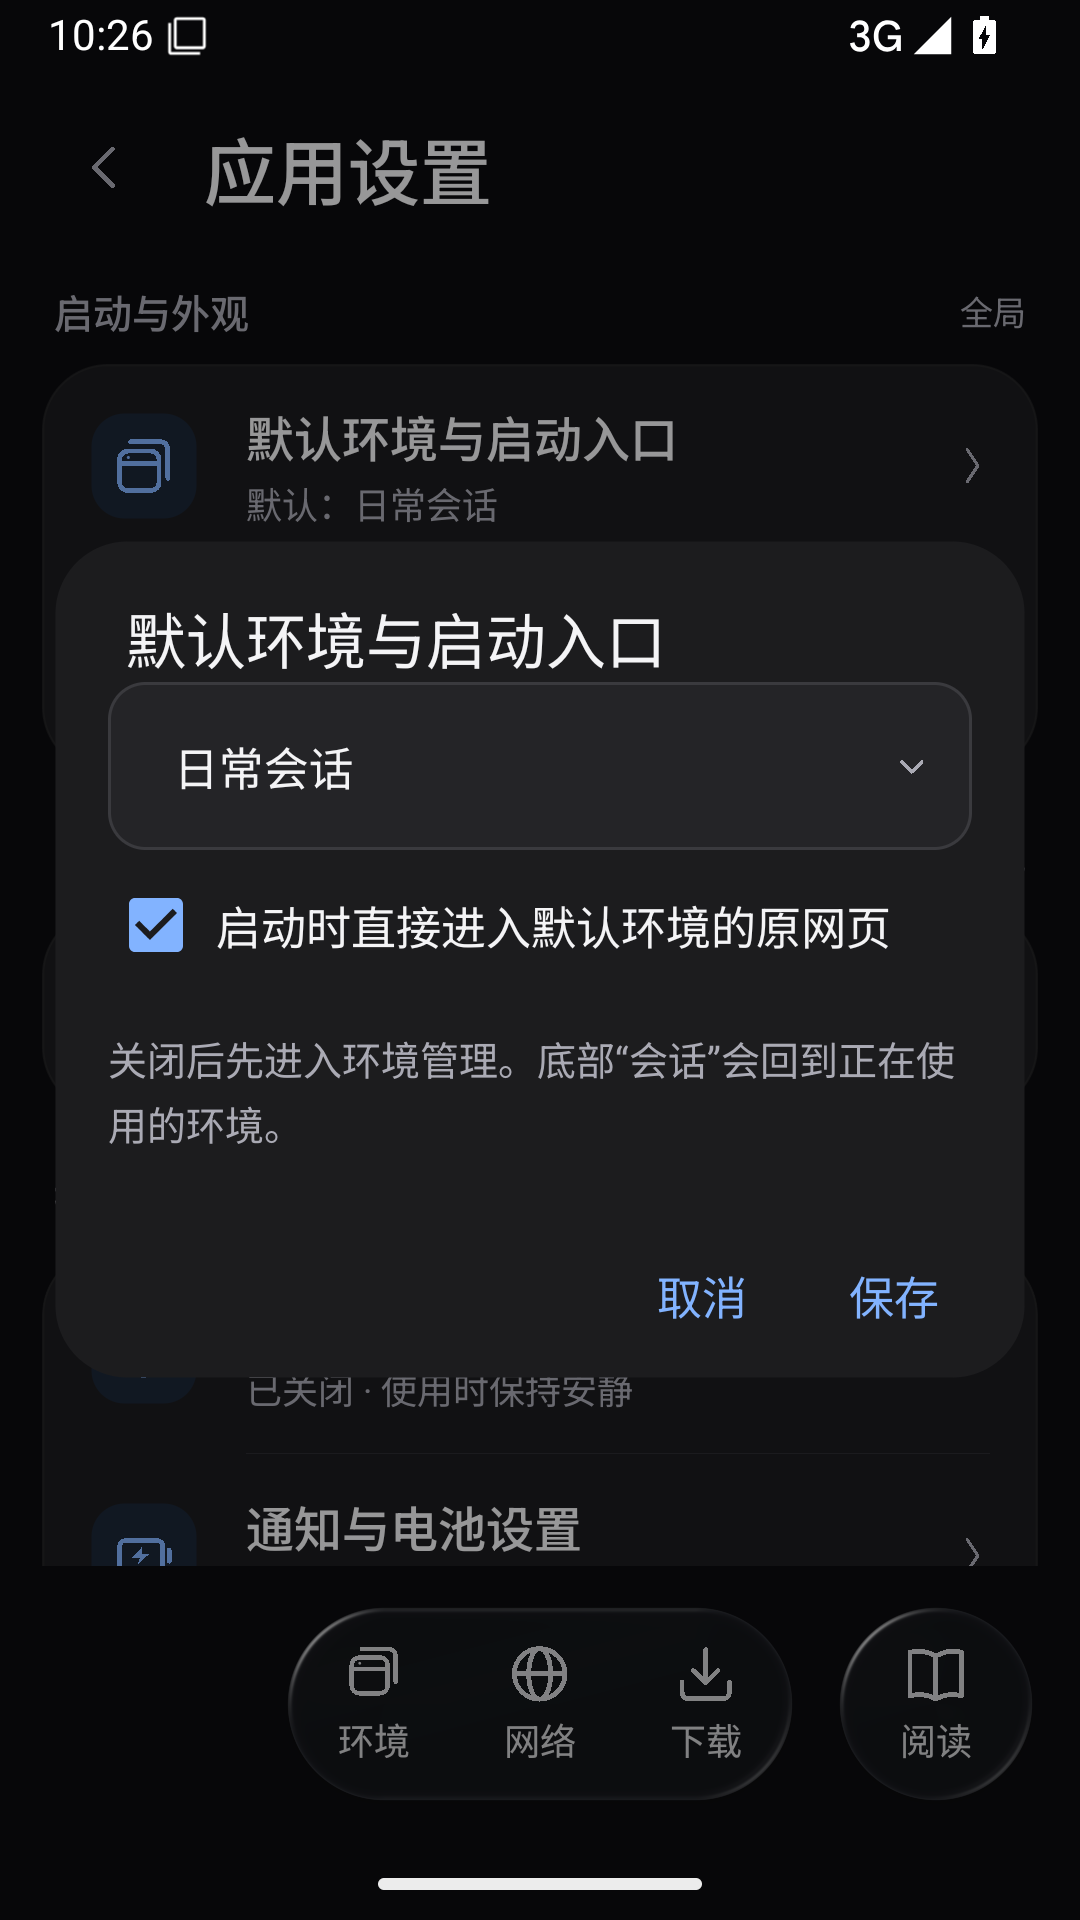 10:26
3G
应用设置
启动与外观
全局
默认环境与启动入口
默认：日常会话
默认环境与启动入口
日常会话
启动时直接进入默认环境的原网页
关闭后先进入环境管理。底部“会话”会回到正在使
用的环境。
取消
保存
已关闭 · 使用时保持安静
通知与电池设置
环境
网络
下载
阅读